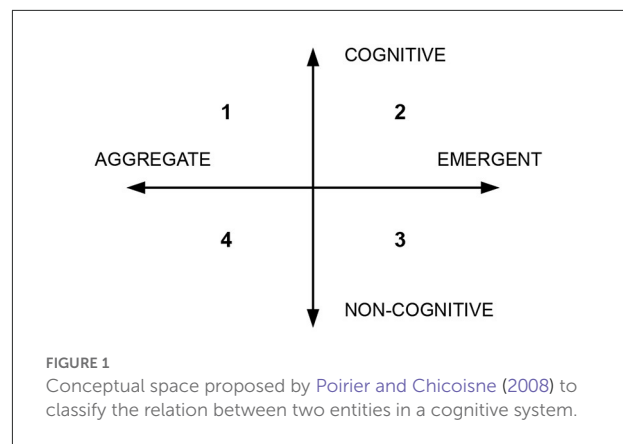 COGNITIVE
1 2
AGGREGATE EMERGENT
4 3
NON-COGNITIVE
FIGURE 1
Conceptual space proposed by Poirier and Chicoisne (2008) to
classify the relation between two entities in a cognitive system.